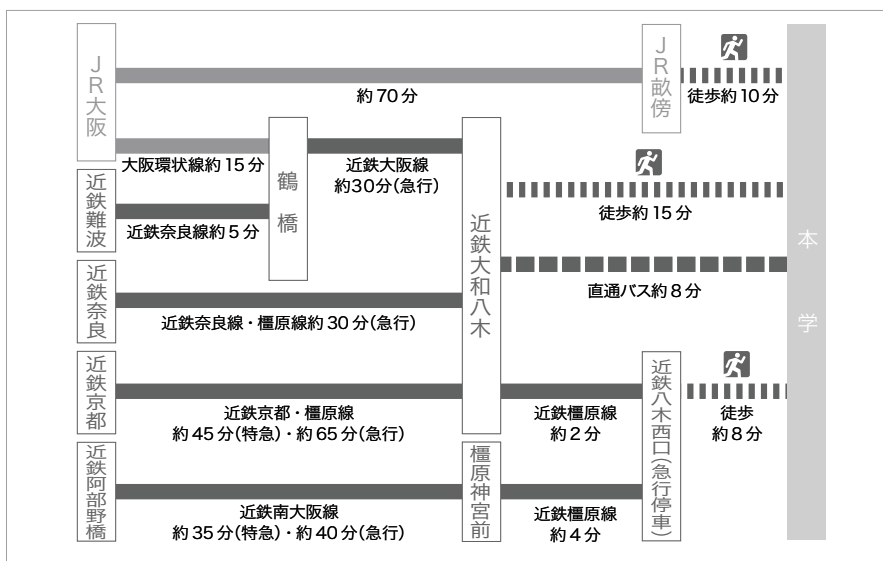 JR大阪
約70分
JR畝傍
徒歩約10分
大阪環状線約15分
鶴橋
近鉄大阪線
約30分(急行)
近鉄難波
近鉄奈良線約5分
近鉄大和八木
徒歩約15分
直通バス約8分
本学
近鉄奈良
近鉄奈良線・橿原線約30分(急行)
近鉄京都
近鉄京都・橿原線
約45分(特急)・約65分(急行)
近鉄橿原線
約2分
近鉄八木西口(急行停車)
徒歩
約8分
近鉄阿部野橋
近鉄南大阪線
約35分(特急)・約40分(急行)
橿原神宮前
近鉄橿原線
約4分